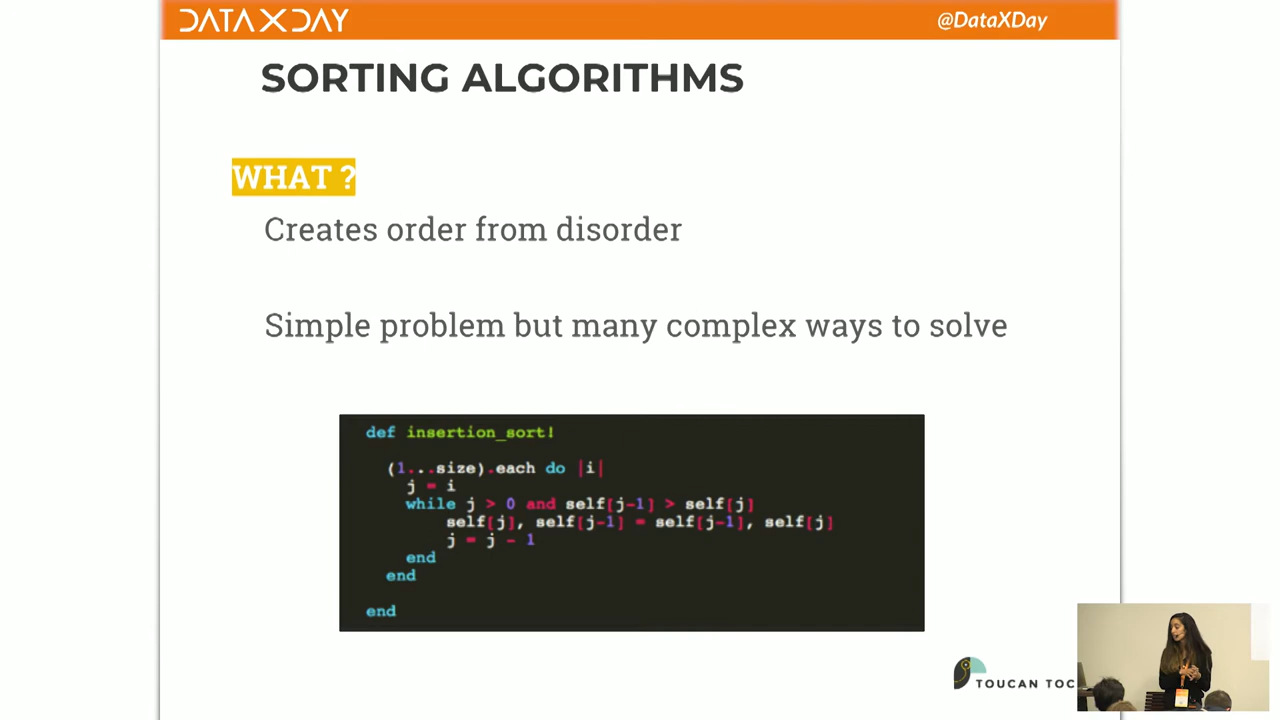 DATA X DAY
@DataXDay
SORTING ALGORITHMS
WHAT ?
Creates order from disorder
Simple problem but many complex ways to solve
def insertion_sort!
(1...size).each do |i|
j = i
while j > 0 and self[j-1] > self[j]
self[j], self[j-1] = self[j-1], self[j]
j = j - 1
end
end
end
TOUCAN TOC